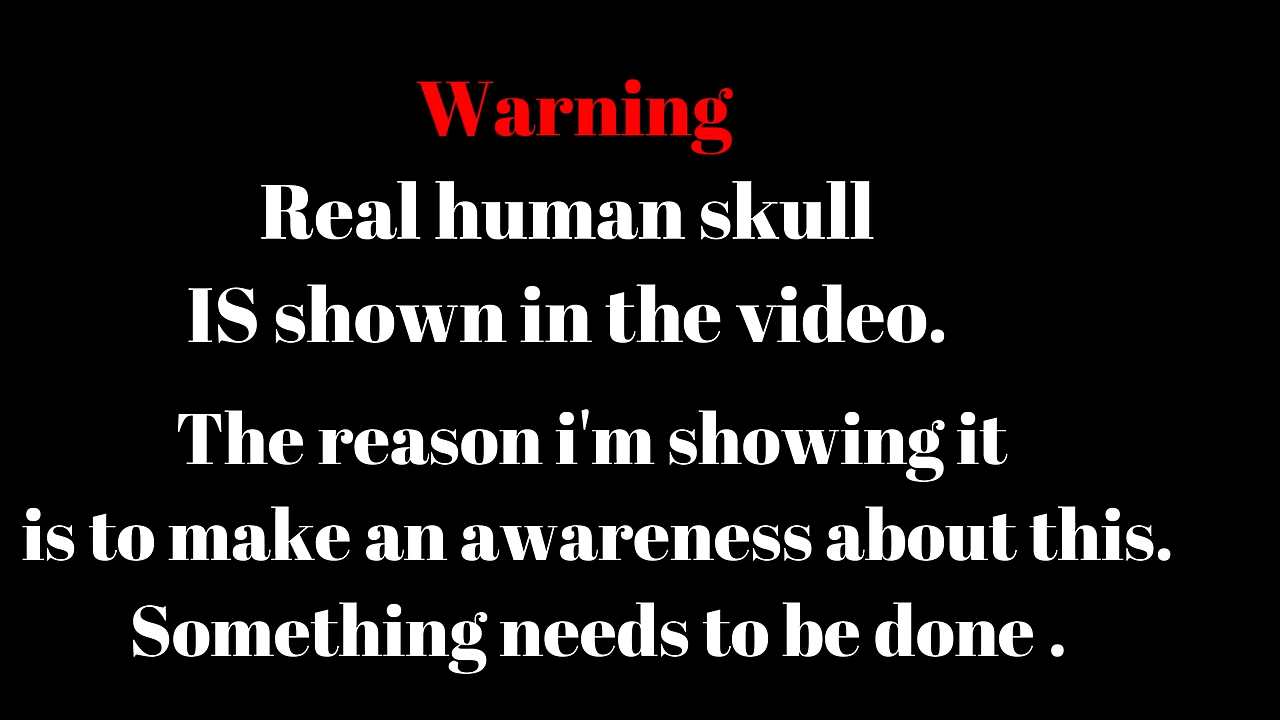 Warning
Real human skull
IS shown in the video.
The reason i'm showing it
is to make an awareness about this.
Something needs to be done .